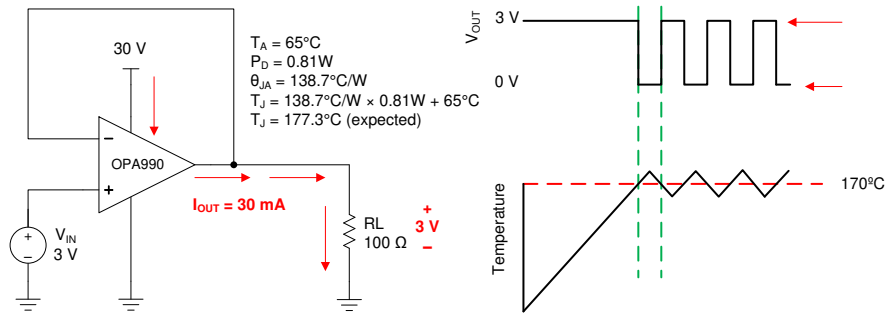 30 V
−
OPA990
+
+
−
V_IN
3 V
T_A = 65°C
P_D = 0.81W
θ_JA = 138.7°C/W
T_J = 138.7°C/W × 0.81W + 65°C
T_J = 177.3°C (expected)
I_OUT = 30 mA
RL
100 Ω
+
3 V
−
V_OUT
3 V
0 V
Temperature
170ºC